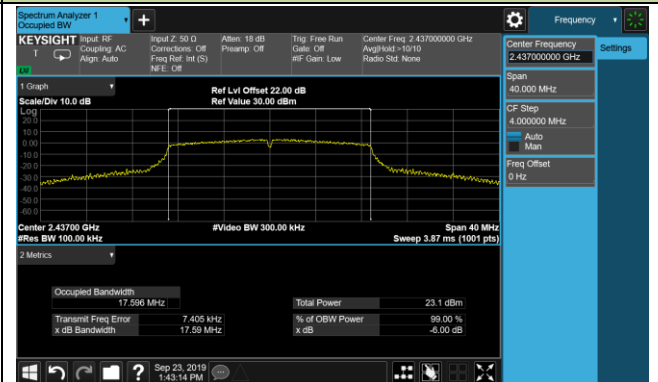 Spectrum Analyzer 1
Occupied BW
+
Frequency
KEYSIGHT
Input: RF
Coupling: AC
Align: Auto
Input Z: 50 Ω
Corrections: Off
Freq Ref: Int (S)
NFE: Off
Atten: 18 dB
Preamp: Off
Trig: Free Run
Gate: Off
#IF Gain: Low
Center Freq: 2.437000000 GHz
Avg|Hold:>10/10
Radio Std: None
T
Center Frequency
2.437000000 GHz
Settings
Span
40.000 MHz
CF Step
4.000000 MHz
Auto
Man
Freq Offset
0 Hz
1 Graph
Scale/Div 10.0 dB
Ref Lvl Offset 22.00 dB
Ref Value 30.00 dBm
Log
20.0
10.0
0.00
-10.0
-20.0
-30.0
-40.0
-50.0
-60.0
Center 2.43700 GHz
#Res BW 100.00 kHz
#Video BW 300.00 kHz
Span 40 MHz
Sweep 3.87 ms (1001 pts)
2 Metrics
Occupied Bandwidth
17.596 MHz
Total Power
23.1 dBm
Transmit Freq Error
7.405 kHz
% of OBW Power
99.00 %
x dB Bandwidth
17.59 MHz
x dB
-6.00 dB
?
Sep 23, 2019
1:43:14 PM